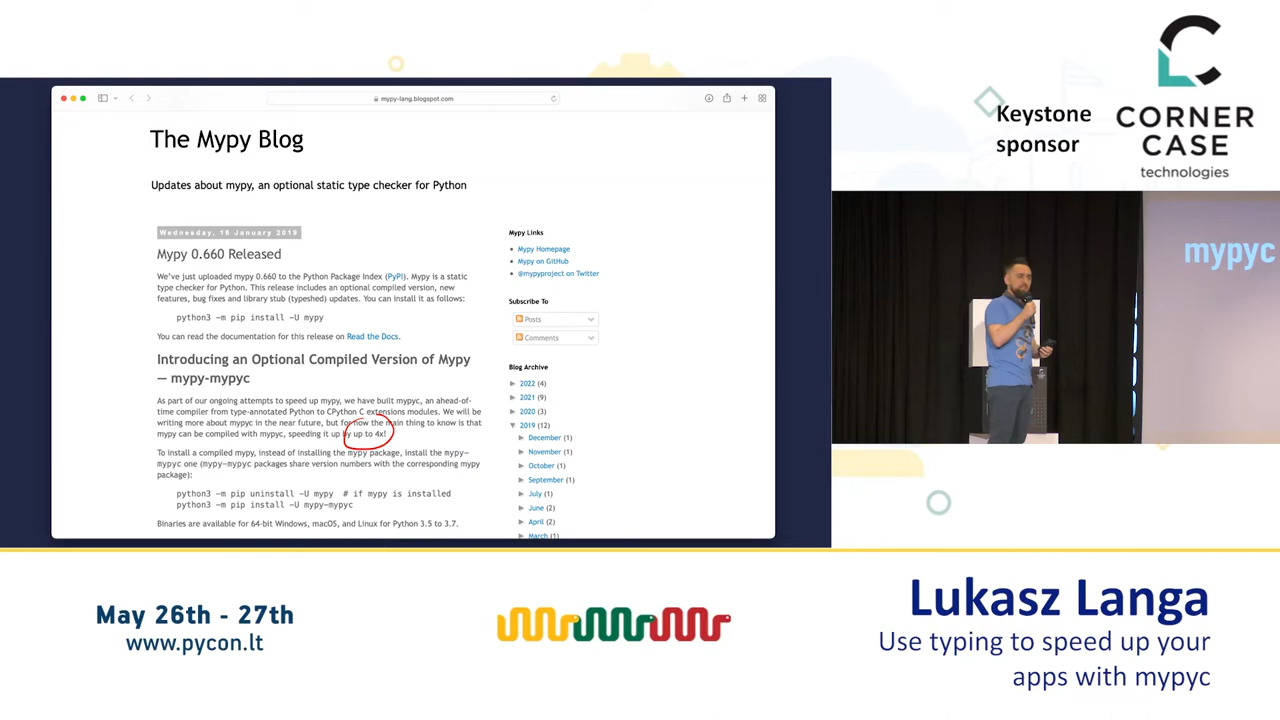 The Mypy Blog
mypy-lang.blogspot.com
Updates about mypy, an optional static type checker for Python
Wednesday, 16 January 2019
Mypy 0.660 Released
We've just uploaded mypy 0.660 to the Python Package Index (PyPI). Mypy is a static
type checker for Python. This release includes an optional compiled version, new
features, bug fixes and library stub (typeshed) updates. You can install it as follows:
python3 -m pip install -U mypy
You can read the documentation for this release on Read the Docs.
Introducing an Optional Compiled Version of Mypy
— mypy-mypyc
As part of our ongoing attempts to speed up mypy, we have built mypyc, an ahead-of-
time compiler from type-annotated Python to CPython C extensions modules. We will be
writing more about mypyc in the near future, but for now the main thing to know is that
mypy can be compiled with mypyc, speeding it up by up to 4x!
To install a compiled mypy, instead of installing the mypy package, install the mypy-
mypyc one (mypy-mypyc packages share version numbers with the corresponding mypy
package):
python3 -m pip uninstall -U mypy # if mypy is installed
python3 -m pip install -U mypy-mypyc
Binaries are available for 64-bit Windows, macOS, and Linux for Python 3.5 to 3.7.
Mypy Links
Mypy Homepage
Mypy on GitHub
@mypyproject on Twitter
Subscribe To
Posts
Comments
Blog Archive
► 2022 (4)
► 2021 (9)
► 2020 (3)
▼ 2019 (12)
► December (1)
► November (1)
► October (1)
► September (1)
► July (1)
► June (2)
► April (2)
► March (1)
Keystone
sponsor
CORNER
CASE
technologies
mypyc
May 26th - 27th
www.pycon.lt
Lukasz Langa
Use typing to speed up your
apps with mypyc